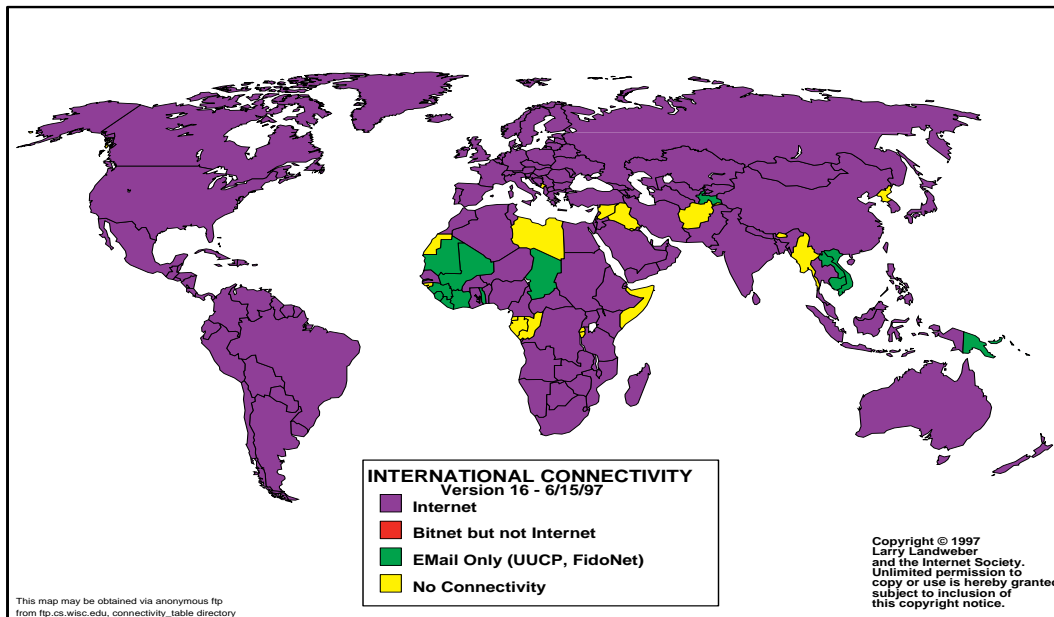 INTERNATIONAL CONNECTIVITY
Version 16 - 6/15/97
Internet
Bitnet but not Internet
EMail Only (UUCP, FidoNet)
No Connectivity
Copyright © 1997
Larry Landweber
and the Internet Society.
Unlimited permission to
copy or use is hereby granted
subject to inclusion of
this copyright notice.
This map may be obtained via anonymous ftp
from ftp.cs.wisc.edu, connectivity_table directory